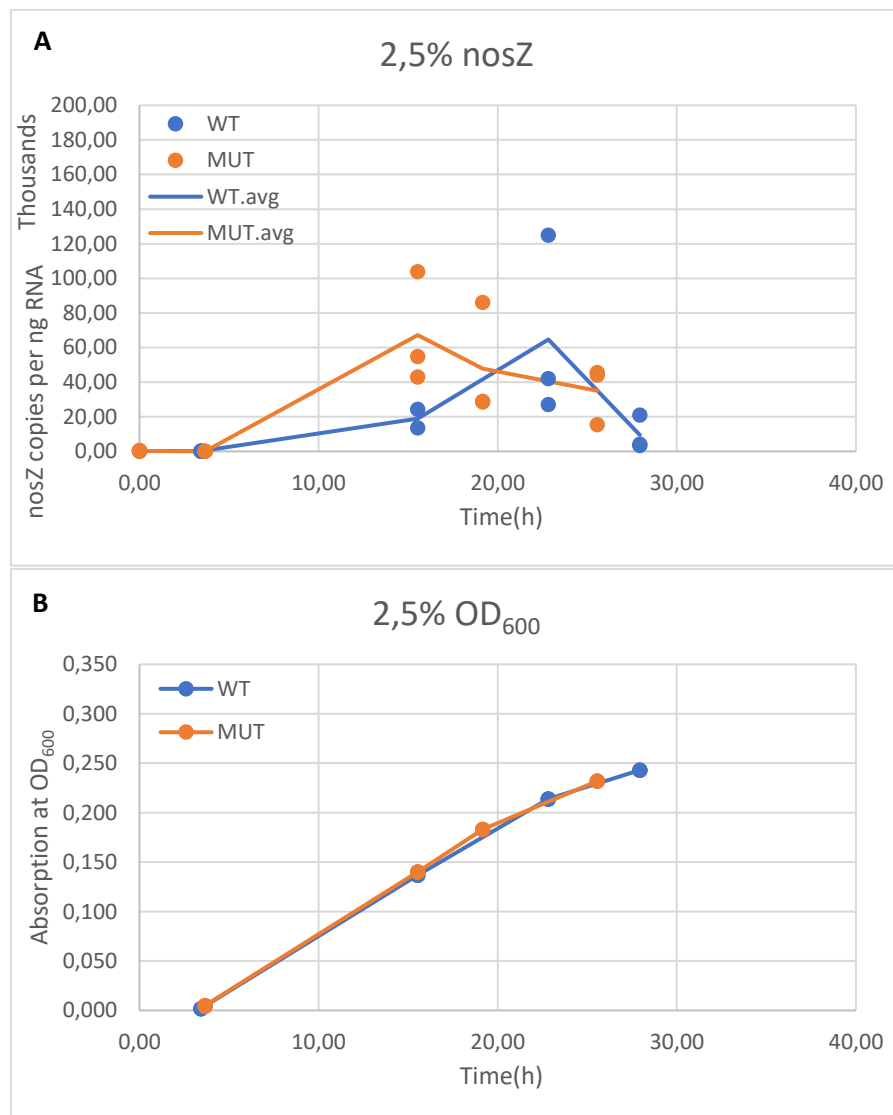 A
2,5% nosZ
Thousands
nosZ copies per ng RNA
200,00
180,00
160,00
140,00
120,00
100,00
80,00
60,00
40,00
20,00
0,00
WT
MUT
WT.avg
MUT.avg
0,00 10,00 20,00 30,00 40,00
Time(h)
B
2,5% OD600
Absorption at OD600
0,350
0,300
0,250
0,200
0,150
0,100
0,050
0,000
WT
MUT
0,00 10,00 20,00 30,00 40,00
Time(h)